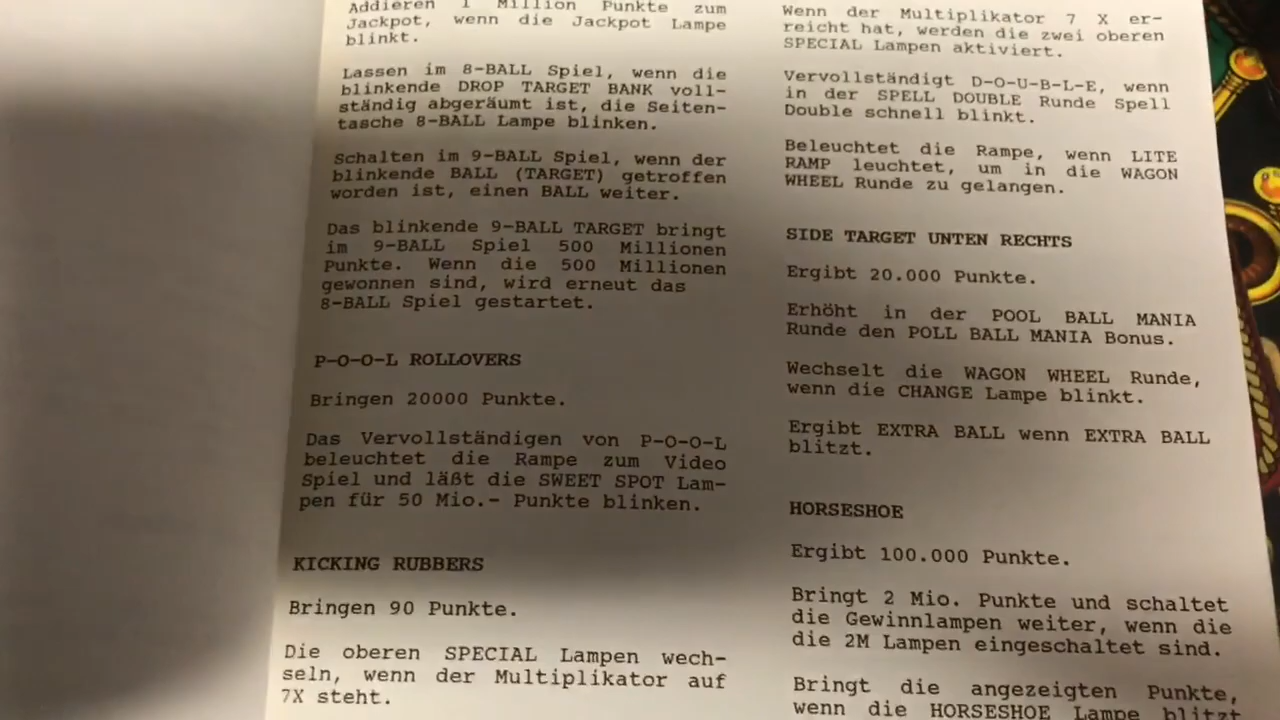 Addieren 1 Million Punkte zum
Jackpot, wenn die Jackpot Lampe
blinkt.
Lassen im 8-BALL Spiel, wenn die
blinkende DROP TARGET BANK voll-
ständig abgeräumt ist, die Seiten-
tasche 8-BALL Lampe blinken.
Schalten im 9-BALL Spiel, wenn der
blinkende BALL (TARGET) getroffen
worden ist, einen BALL weiter.
Das blinkende 9-BALL TARGET bringt
im 9-BALL Spiel 500 Millionen
Punkte. Wenn die 500 Millionen
gewonnen sind, wird erneut das
8-BALL Spiel gestartet.
P-O-O-L ROLLOVERS
Bringen 20000 Punkte.
Das Vervollständigen von P-O-O-L
beleuchtet die Rampe zum Video
Spiel und läßt die SWEET SPOT Lam-
pen für 50 Mio.- Punkte blinken.
KICKING RUBBERS
Bringen 90 Punkte.
Die oberen SPECIAL Lampen wech-
seln, wenn der Multiplikator auf
7X steht.
Wenn der Multiplikator 7 X er-
reicht hat, werden die zwei oberen
SPECIAL Lampen aktiviert.
Vervollständigt D-O-U-B-L-E, wenn
in der SPELL DOUBLE Runde Spell
Double schnell blinkt.
Beleuchtet die Rampe, wenn LITE
RAMP leuchtet, um in die WAGON
WHEEL Runde zu gelangen.
SIDE TARGET UNTEN RECHTS
Ergibt 20.000 Punkte.
Erhöht in der POOL BALL MANIA
Runde den POLL BALL MANIA Bonus.
Wechselt die WAGON WHEEL Runde,
wenn die CHANGE Lampe blinkt.
Ergibt EXTRA BALL wenn EXTRA BALL
blitzt.
HORSESHOE
Ergibt 100.000 Punkte.
Bringt 2 Mio. Punkte und schaltet
die Gewinnlampen weiter, wenn die
die 2M Lampen eingeschaltet sind.
Bringt die angezeigten Punkte,
wenn die HORSESHOE Lampe blitzt